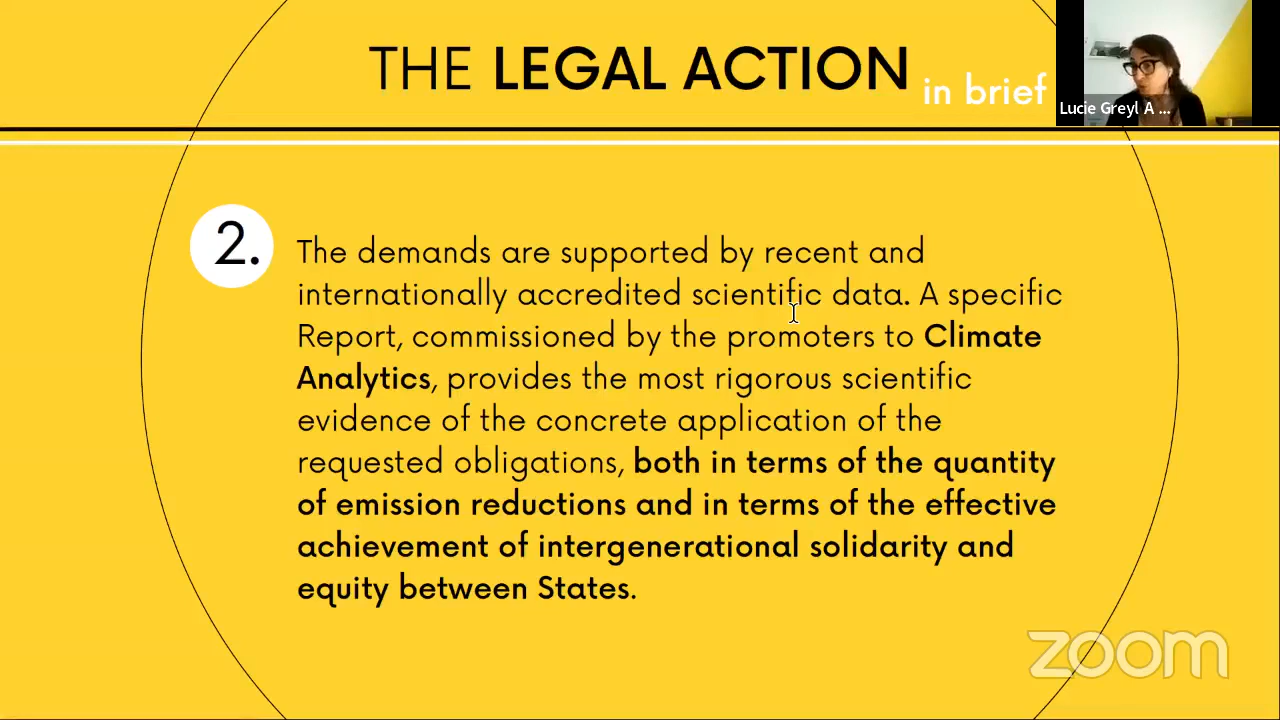 THE LEGAL ACTION in brief
Lucie Greyl A ...
2.
The demands are supported by recent and
internationally accredited scientific data. A specific
Report, commissioned by the promoters to Climate
Analytics, provides the most rigorous scientific
evidence of the concrete application of the
requested obligations, both in terms of the quantity
of emission reductions and in terms of the effective
achievement of intergenerational solidarity and
equity between States.
zoom